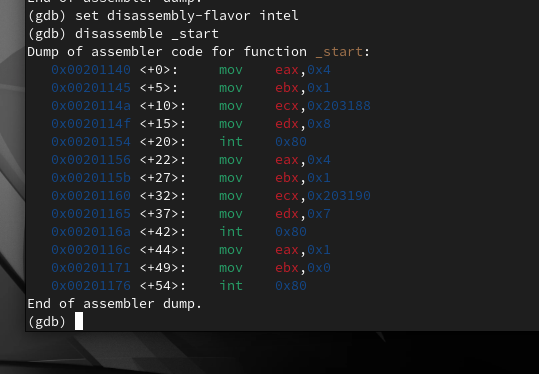 End of assembler dump.
(gdb) set disassembly-flavor intel
(gdb) disassemble _start
Dump of assembler code for function _start:
   0x00201140 <+0>:     mov    eax,0x4
   0x00201145 <+5>:     mov    ebx,0x1
   0x0020114a <+10>:    mov    ecx,0x203188
   0x0020114f <+15>:    mov    edx,0x8
   0x00201154 <+20>:    int    0x80
   0x00201156 <+22>:    mov    eax,0x4
   0x0020115b <+27>:    mov    ebx,0x1
   0x00201160 <+32>:    mov    ecx,0x203190
   0x00201165 <+37>:    mov    edx,0x7
   0x0020116a <+42>:    int    0x80
   0x0020116c <+44>:    mov    eax,0x1
   0x00201171 <+49>:    mov    ebx,0x0
   0x00201176 <+54>:    int    0x80
End of assembler dump.
(gdb)